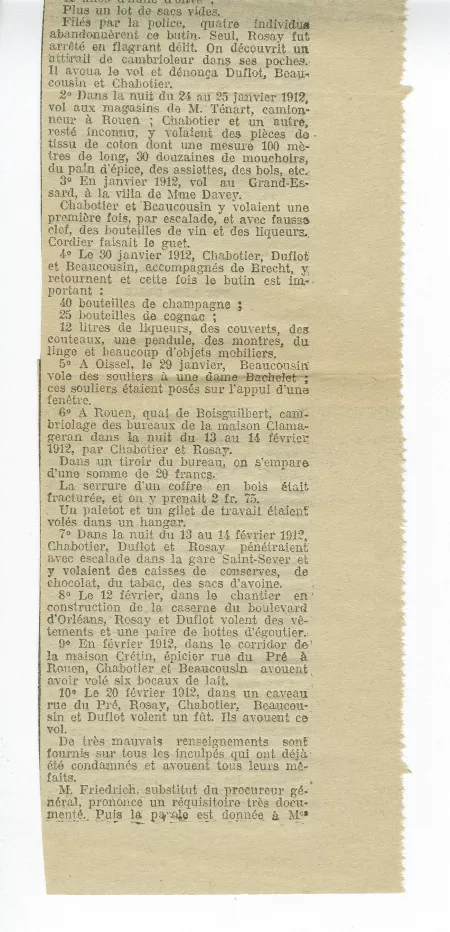 Plus un lot de sacs vides.
Filés par la police, quatre individus
abandonnèrent ce butin. Seul, Rosay fut
arrêté en flagrant délit. On découvrit un
attirail de cambrioleur dans ses poches.
Il avoua le vol et dénonça Duflot, Beau-
cousin et Chabotier.
2° Dans la nuit du 24 au 25 janvier 1912,
vol aux magasins de M. Ténart, camion-
neur à Rouen ; Chabotier et un autre,
resté inconnu, y volaient des pièces de
tissu de coton dont une mesure 100 mè-
tres de long, 30 douzaines de mouchoirs,
du pain d'épice, des assiettes, des bols, etc.
3° En janvier 1912, vol au Grand-Es-
sard, à la villa de Mme Davey.
Chabotier et Beaucousin y volaient une
première fois, par escalade, et avec fausse
clef, des bouteilles de vin et des liqueurs.
Cordier faisait le guet.
4° Le 30 janvier 1912, Chabotier, Duflot
et Beaucousin, accompagnés de Brecht, y
retournent et cette fois le butin est im-
portant :
40 bouteilles de champagne ;
25 bouteilles de cognac ;
12 litres de liqueurs, des couverts, des
couteaux, une pendule, des montres, du
linge et beaucoup d'objets mobiliers.
5° A Oissel, le 29 janvier, Beaucousin
vole des souliers à une dame Bachelet ;
ces souliers étaient posés sur l'appui d'une
fenêtre.
6° A Rouen, quai de Boisguilbert, cam-
briolage des bureaux de la maison Clama-
geran dans la nuit du 13 au 14 février
1912, par Chabotier et Rosay.
Dans un tiroir du bureau, on s'empare
d'une somme de 20 francs.
La serrure d'un coffre en bois était
fracturée, et on y prenait 2 fr. 75.
Un paletot et un gilet de travail étaient
volés dans un hangar.
7° Dans la nuit du 13 au 14 février 1912,
Chabotier, Duflot et Rosay pénétraient
avec escalade dans la gare Saint-Sever et
y volaient des caisses de conserves, de
chocolat, du tabac, des sacs d'avoine.
8° Le 12 février, dans le chantier en
construction de la caserne du boulevard
d'Orléans, Rosay et Duflot volent des vê-
tements et une paire de bottes d'égoutier.
9° En février 1912, dans le corridor de
la maison Crétin, épicier rue du Pré à
Rouen, Chabotier et Beaucousin avouent
avoir volé six bocaux de lait.
10° Le 20 février 1912, dans un caveau
rue du Pré, Rosay, Chabotier, Beaucou-
sin et Duflot volent un fût. Ils avouent ce
vol.
De très mauvais renseignements sont
fournis sur tous les inculpés qui ont déjà
été condamnés et avouent tous leurs mé-
faits.
M. Friedrich, substitut du procureur gé-
néral, prononce un réquisitoire très docu-
menté. Puis la parole est donnée à Mes